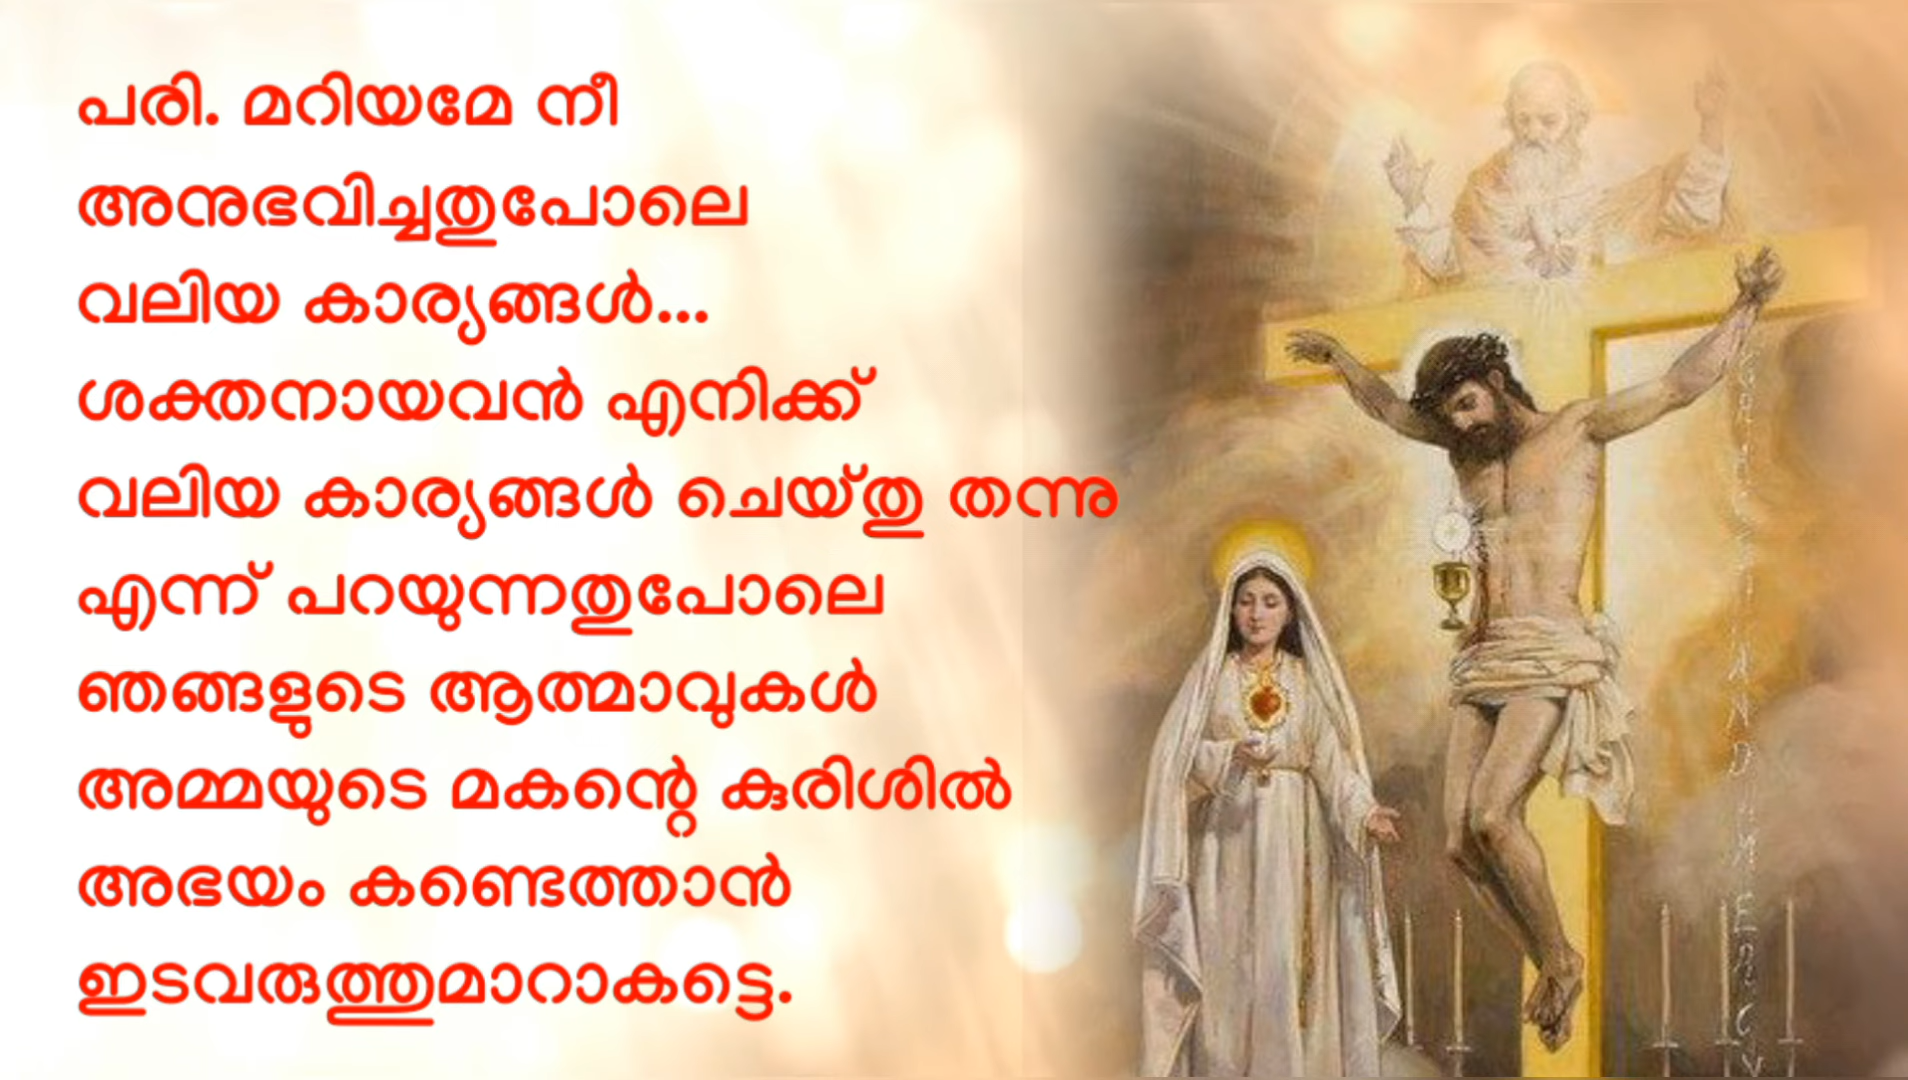 പരി. മറിയമേ നീ
അനുഭവിച്ചതുപോലെ
വലിയ കാര്യങ്ങൾ...
ശക്തനായവൻ എനിക്ക്
വലിയ കാര്യങ്ങൾ ചെയ്തു തന്നു
എന്ന് പറയുന്നതുപോലെ
ഞങ്ങളുടെ ആത്മാവുകൾ
അമ്മയുടെ മകന്റെ കുരിശിൽ
അഭയം കണ്ടെത്താൻ
ഇടവരുത്തുമാറാകട്ടെ.